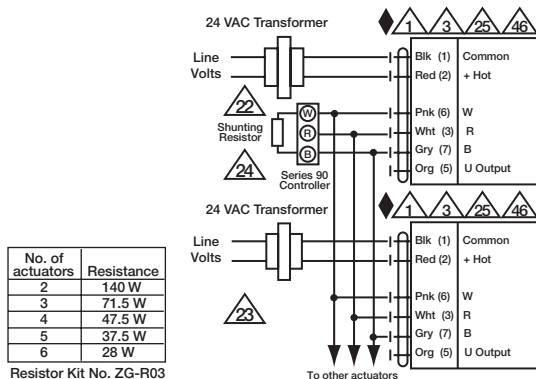 24 VAC Transformer
1 3 25 46
Line
Volts
Blk (1) Common
Red (2) + Hot
Pnk (6) W
Wht (3) R
Gry (7) B
Org (5) U Output
22
Shunting
Resistor
24
W
R
B
Series 90
Controller
24 VAC Transformer
1 3 25 46
Line
Volts
Blk (1) Common
Red (2) + Hot
Pnk (6) W
Wht (3) R
Gry (7) B
Org (5) U Output
23
To other actuators
No. of
actuators Resistance
2 140 W
3 71.5 W
4 47.5 W
5 37.5 W
6 28 W
Resistor Kit No. ZG-R03